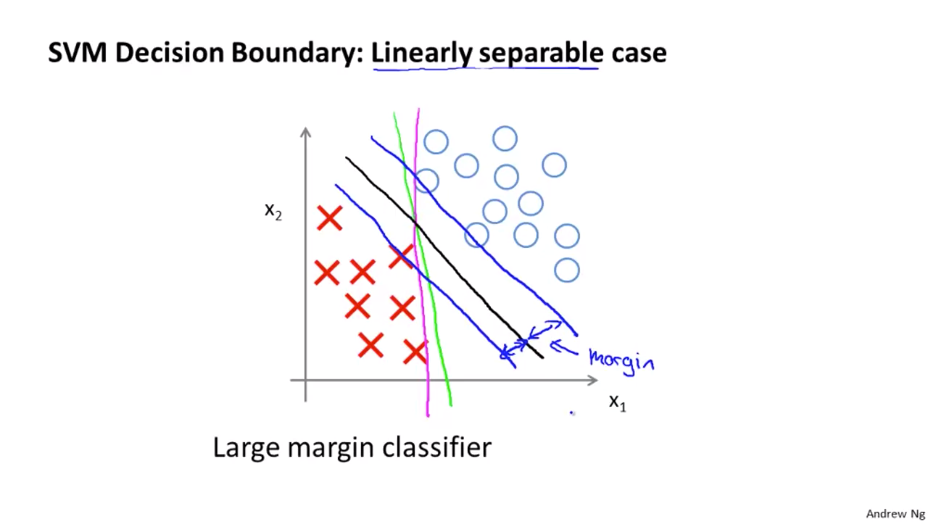 SVM Decision Boundary: Linearly separable case
x2
margin
x1
Large margin classifier
Andrew Ng